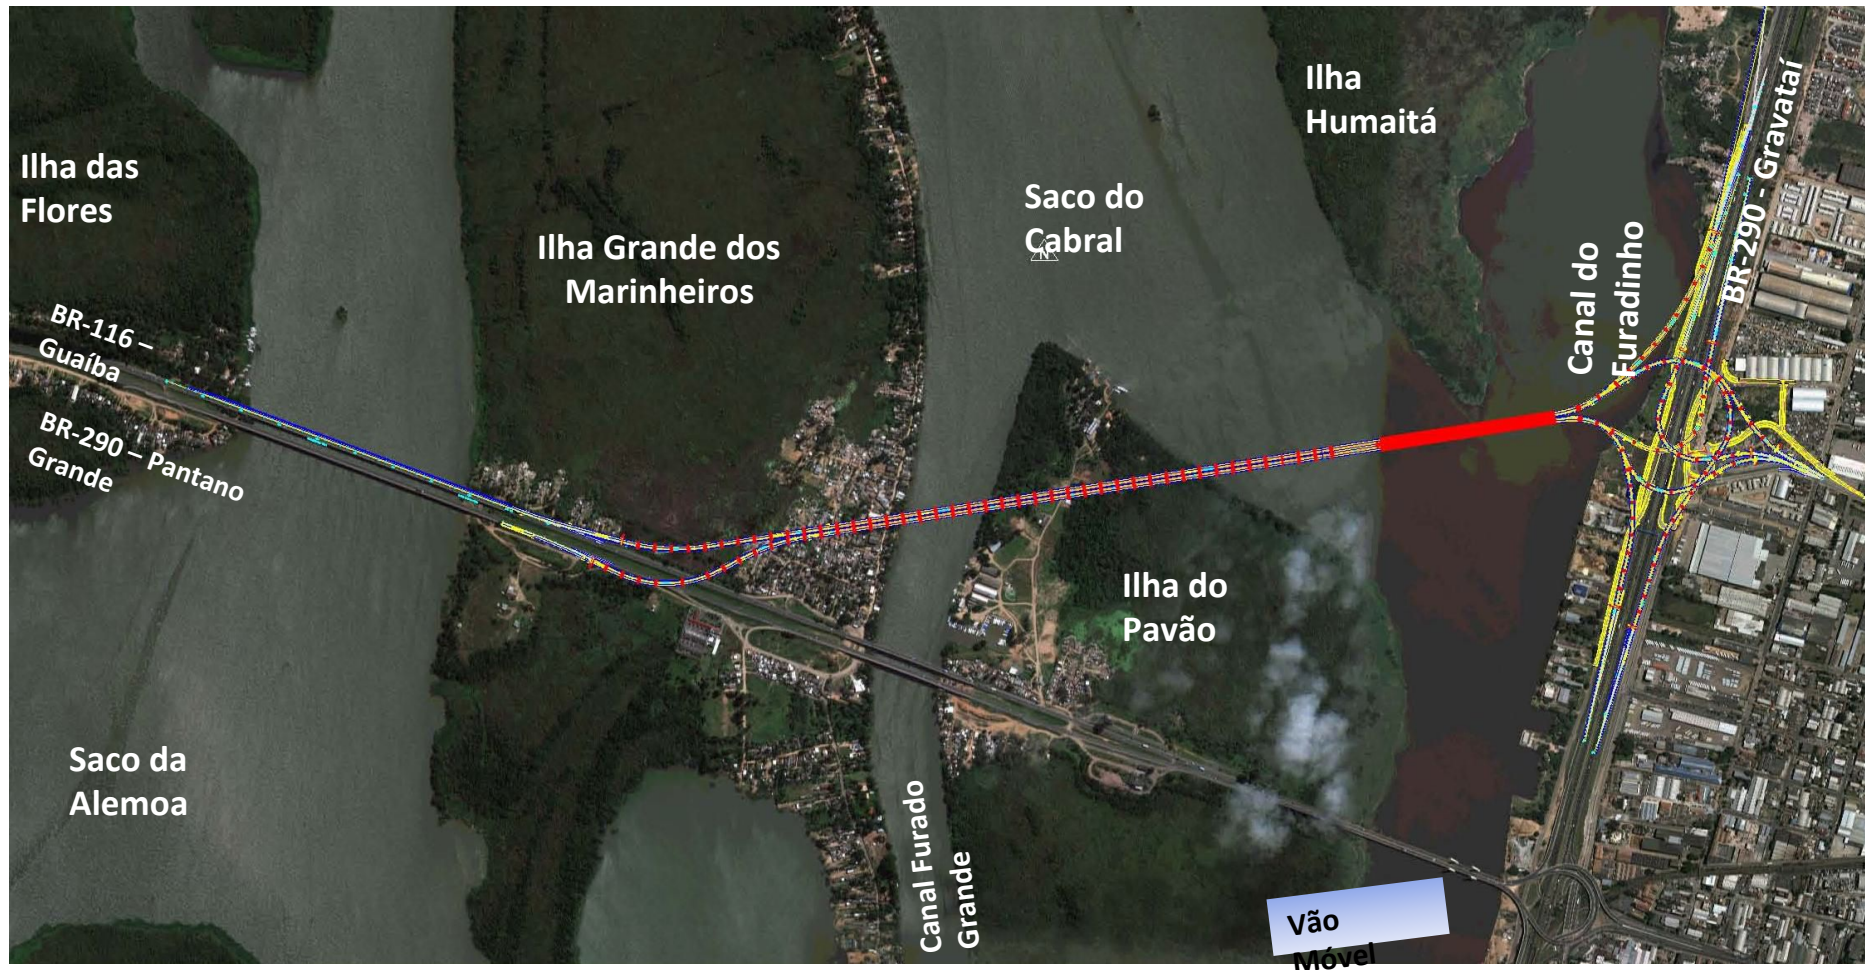 Ilha das
Flores
Ilha Grande dos
Marinheiros
Saco do
Cabral
N
Ilha
Humaitá
Canal do
Furadinho
BR-290 - Gravataí
BR-116 –
Guaíba
BR-290 – Pantano
Grande
Ilha do
Pavão
Saco da
Alemoa
Canal Furado
Grande
Vão
Móvel